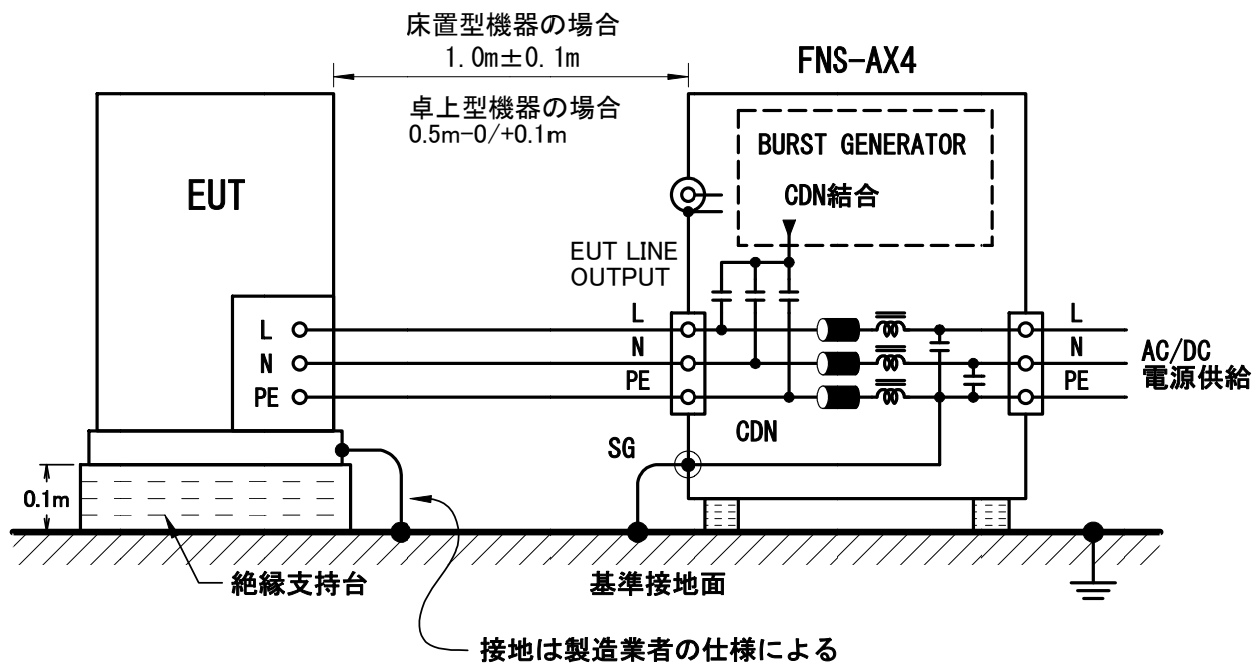 床置型機器の場合
1.0m±0.1m
FNS-AX4
卓上型機器の場合
0.5m-0/+0.1m
BURST GENERATOR
EUT
CDN結合
EUT LINE
OUTPUT
L
L
L
N
N
N
AC/DC
電源供給
PE
PE
PE
CDN
SG
0.1m
絶縁支持台
基準接地面
接地は製造業者の仕様による